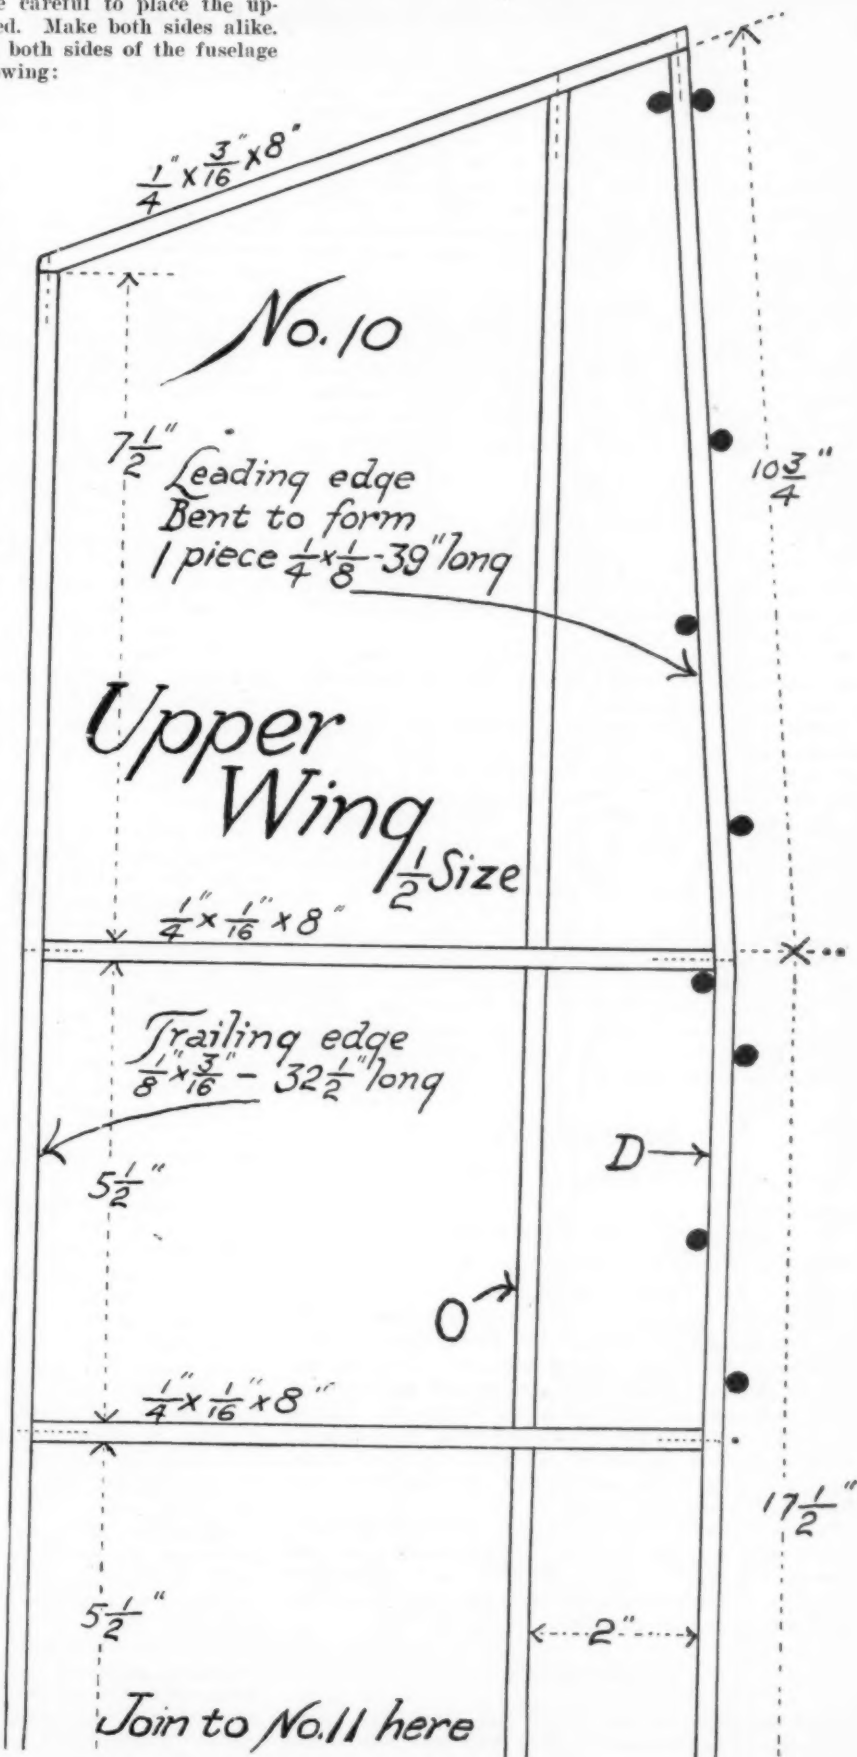 e careful to place the up-
ed. Make both sides alike.
both sides of the fuselage
wing:
1/4" x 3/16" x 8"
No. 10
7 1/2"
Leading edge
Bent to form
1 piece 1/4 x 1/8 - 39" long
10 3/4"
Upper
Wing
1/2 Size
1/4" x 1/16" x 8"
Trailing edge
1/8" x 3/16" - 32 1/2" long
D
5 1/2"
O
1/4" x 1/16" x 8"
17 1/2"
5 1/2"
2"
Join to No. 11 here